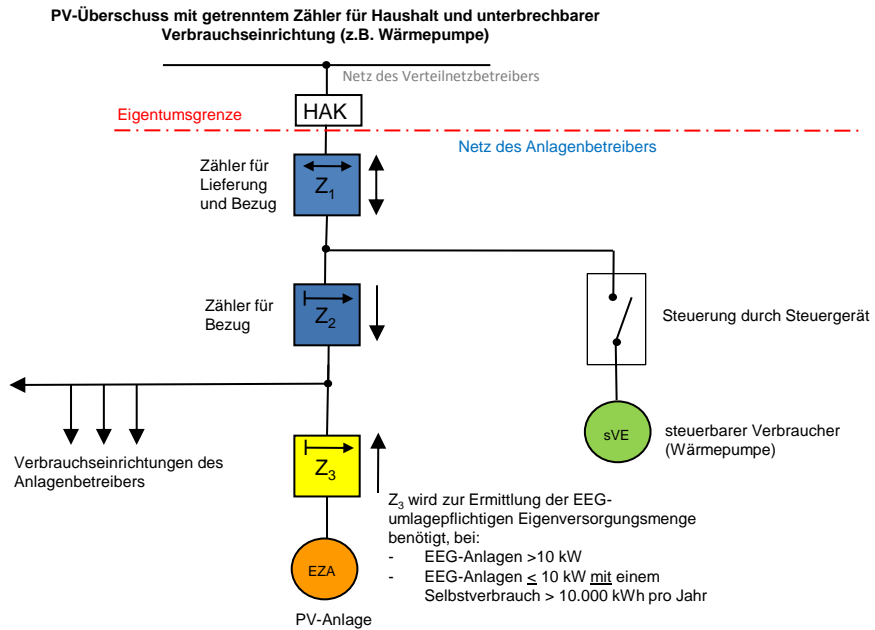 PV-Überschuss mit getrenntem Zähler für Haushalt und unterbrechbarer
Verbrauchseinrichtung (z.B. Wärmepumpe)
Netz des Verteilnetzbetreibers
HAK
Eigentumsgrenze
Netz des Anlagenbetreibers
Zähler für
Lieferung
und Bezug
Z1
Zähler für
Bezug
Z2
Steuerung durch Steuergerät
sVE
steuerbarer Verbraucher
(Wärmepumpe)
Verbrauchseinrichtungen des
Anlagenbetreibers
Z3
Z3 wird zur Ermittlung der EEG-
umlagepflichtigen Eigenversorgungsmenge
benötigt, bei:
- EEG-Anlagen >10 kW
- EEG-Anlagen < 10 kW mit einem
Selbstverbrauch > 10.000 kWh pro Jahr
EZA
PV-Anlage